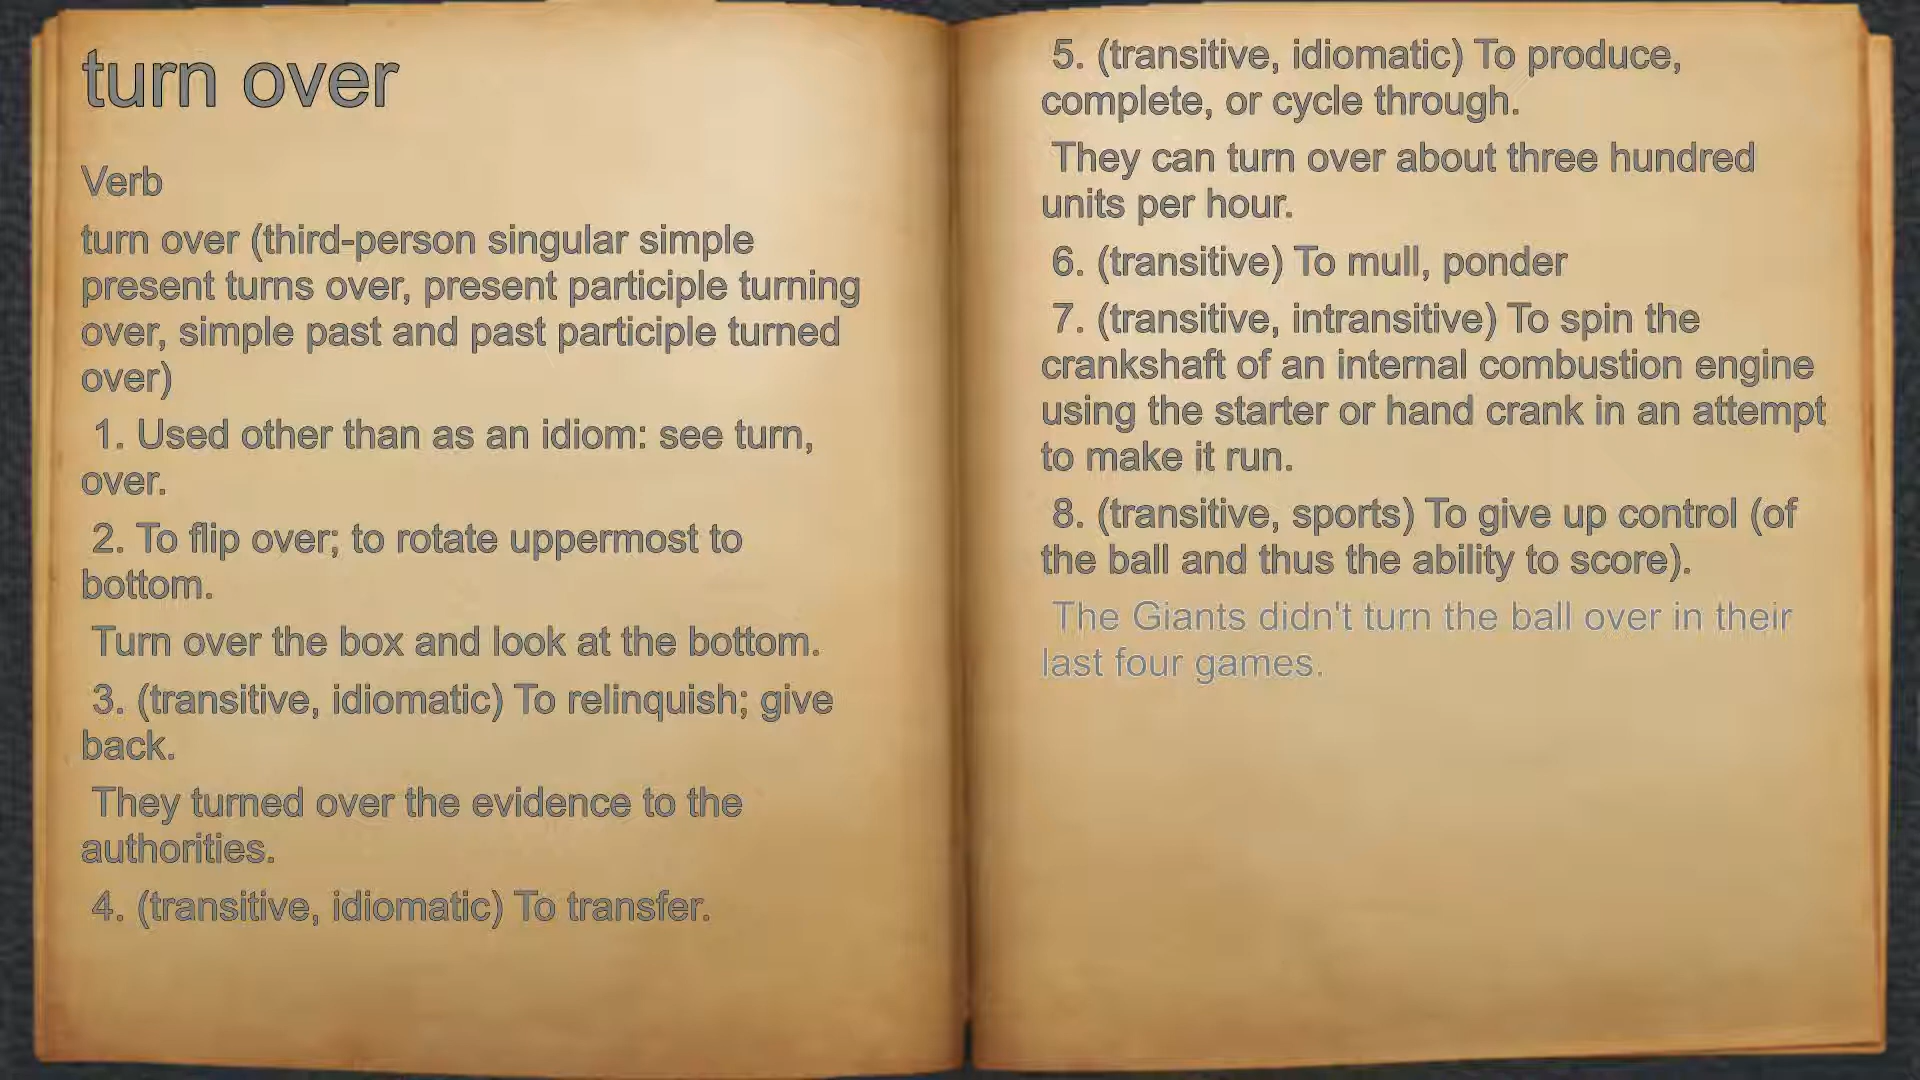 turn over
Verb
turn over (third-person singular simple
present turns over, present participle turning
over, simple past and past participle turned
over)
1. Used other than as an idiom: see turn,
over.
2. To flip over; to rotate uppermost to
bottom.
Turn over the box and look at the bottom.
3. (transitive, idiomatic) To relinquish; give
back.
They turned over the evidence to the
authorities.
4. (transitive, idiomatic) To transfer.
5. (transitive, idiomatic) To produce,
complete, or cycle through.
They can turn over about three hundred
units per hour.
6. (transitive) To mull, ponder
7. (transitive, intransitive) To spin the
crankshaft of an internal combustion engine
using the starter or hand crank in an attempt
to make it run.
8. (transitive, sports) To give up control (of
the ball and thus the ability to score).
The Giants didn't turn the ball over in their
last four games.